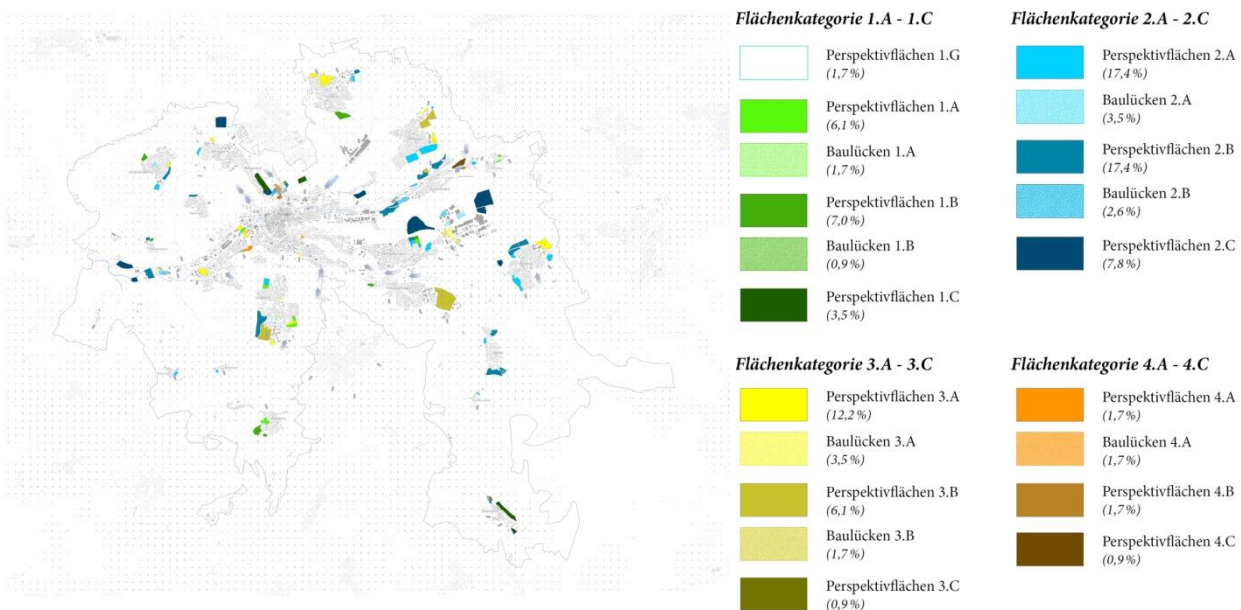 Flächenkategorie 1.A - 1.C
Perspektivflächen 1.G
(1,7 %)
Perspektivflächen 1.A
(6,1 %)
Baulücken 1.A
(1,7 %)
Perspektivflächen 1.B
(7,0 %)
Baulücken 1.B
(0,9 %)
Perspektivflächen 1.C
(3,5 %)
Flächenkategorie 2.A - 2.C
Perspektivflächen 2.A
(17,4 %)
Baulücken 2.A
(3,5 %)
Perspektivflächen 2.B
(17,4 %)
Baulücken 2.B
(2,6 %)
Perspektivflächen 2.C
(7,8 %)
Flächenkategorie 3.A - 3.C
Perspektivflächen 3.A
(12,2 %)
Baulücken 3.A
(3,5 %)
Perspektivflächen 3.B
(6,1 %)
Baulücken 3.B
(1,7 %)
Perspektivflächen 3.C
(0,9 %)
Flächenkategorie 4.A - 4.C
Perspektivflächen 4.A
(1,7 %)
Baulücken 4.A
(1,7 %)
Perspektivflächen 4.B
(1,7 %)
Perspektivflächen 4.C
(0,9 %)